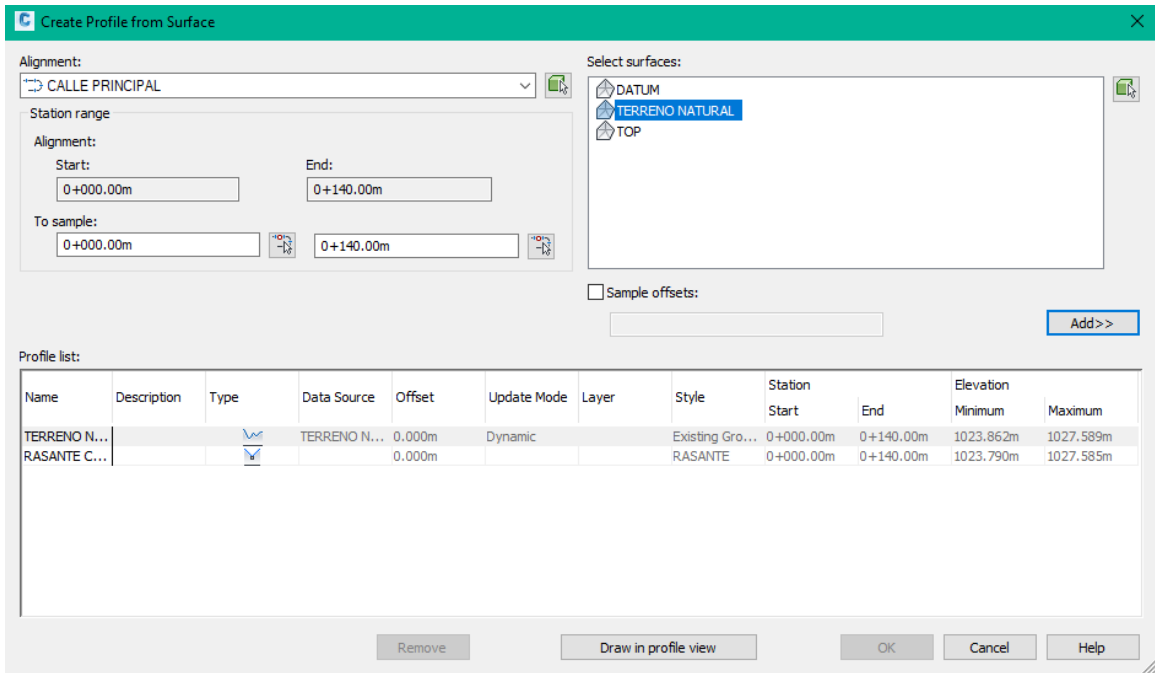 Create Profile from Surface
Alignment:
CALLE PRINCIPAL
Station range
Alignment:
Start: End:
0+000.00m 0+140.00m
To sample:
0+000.00m 0+140.00m
Select surfaces:
DATUM
TERRENO NATURAL
TOP
Sample offsets:
Add>>
Profile list:
Name Description Type Data Source Offset Update Mode Layer Style Station Elevation
Start End Minimum Maximum
TERRENO N... TERRENO N... 0.000m Dynamic Existing Gro... 0+000.00m 0+140.00m 1023.862m 1027.589m
RASANTE C... 0.000m RASANTE 0+000.00m 0+140.00m 1023.790m 1027.585m
Remove Draw in profile view OK Cancel Help